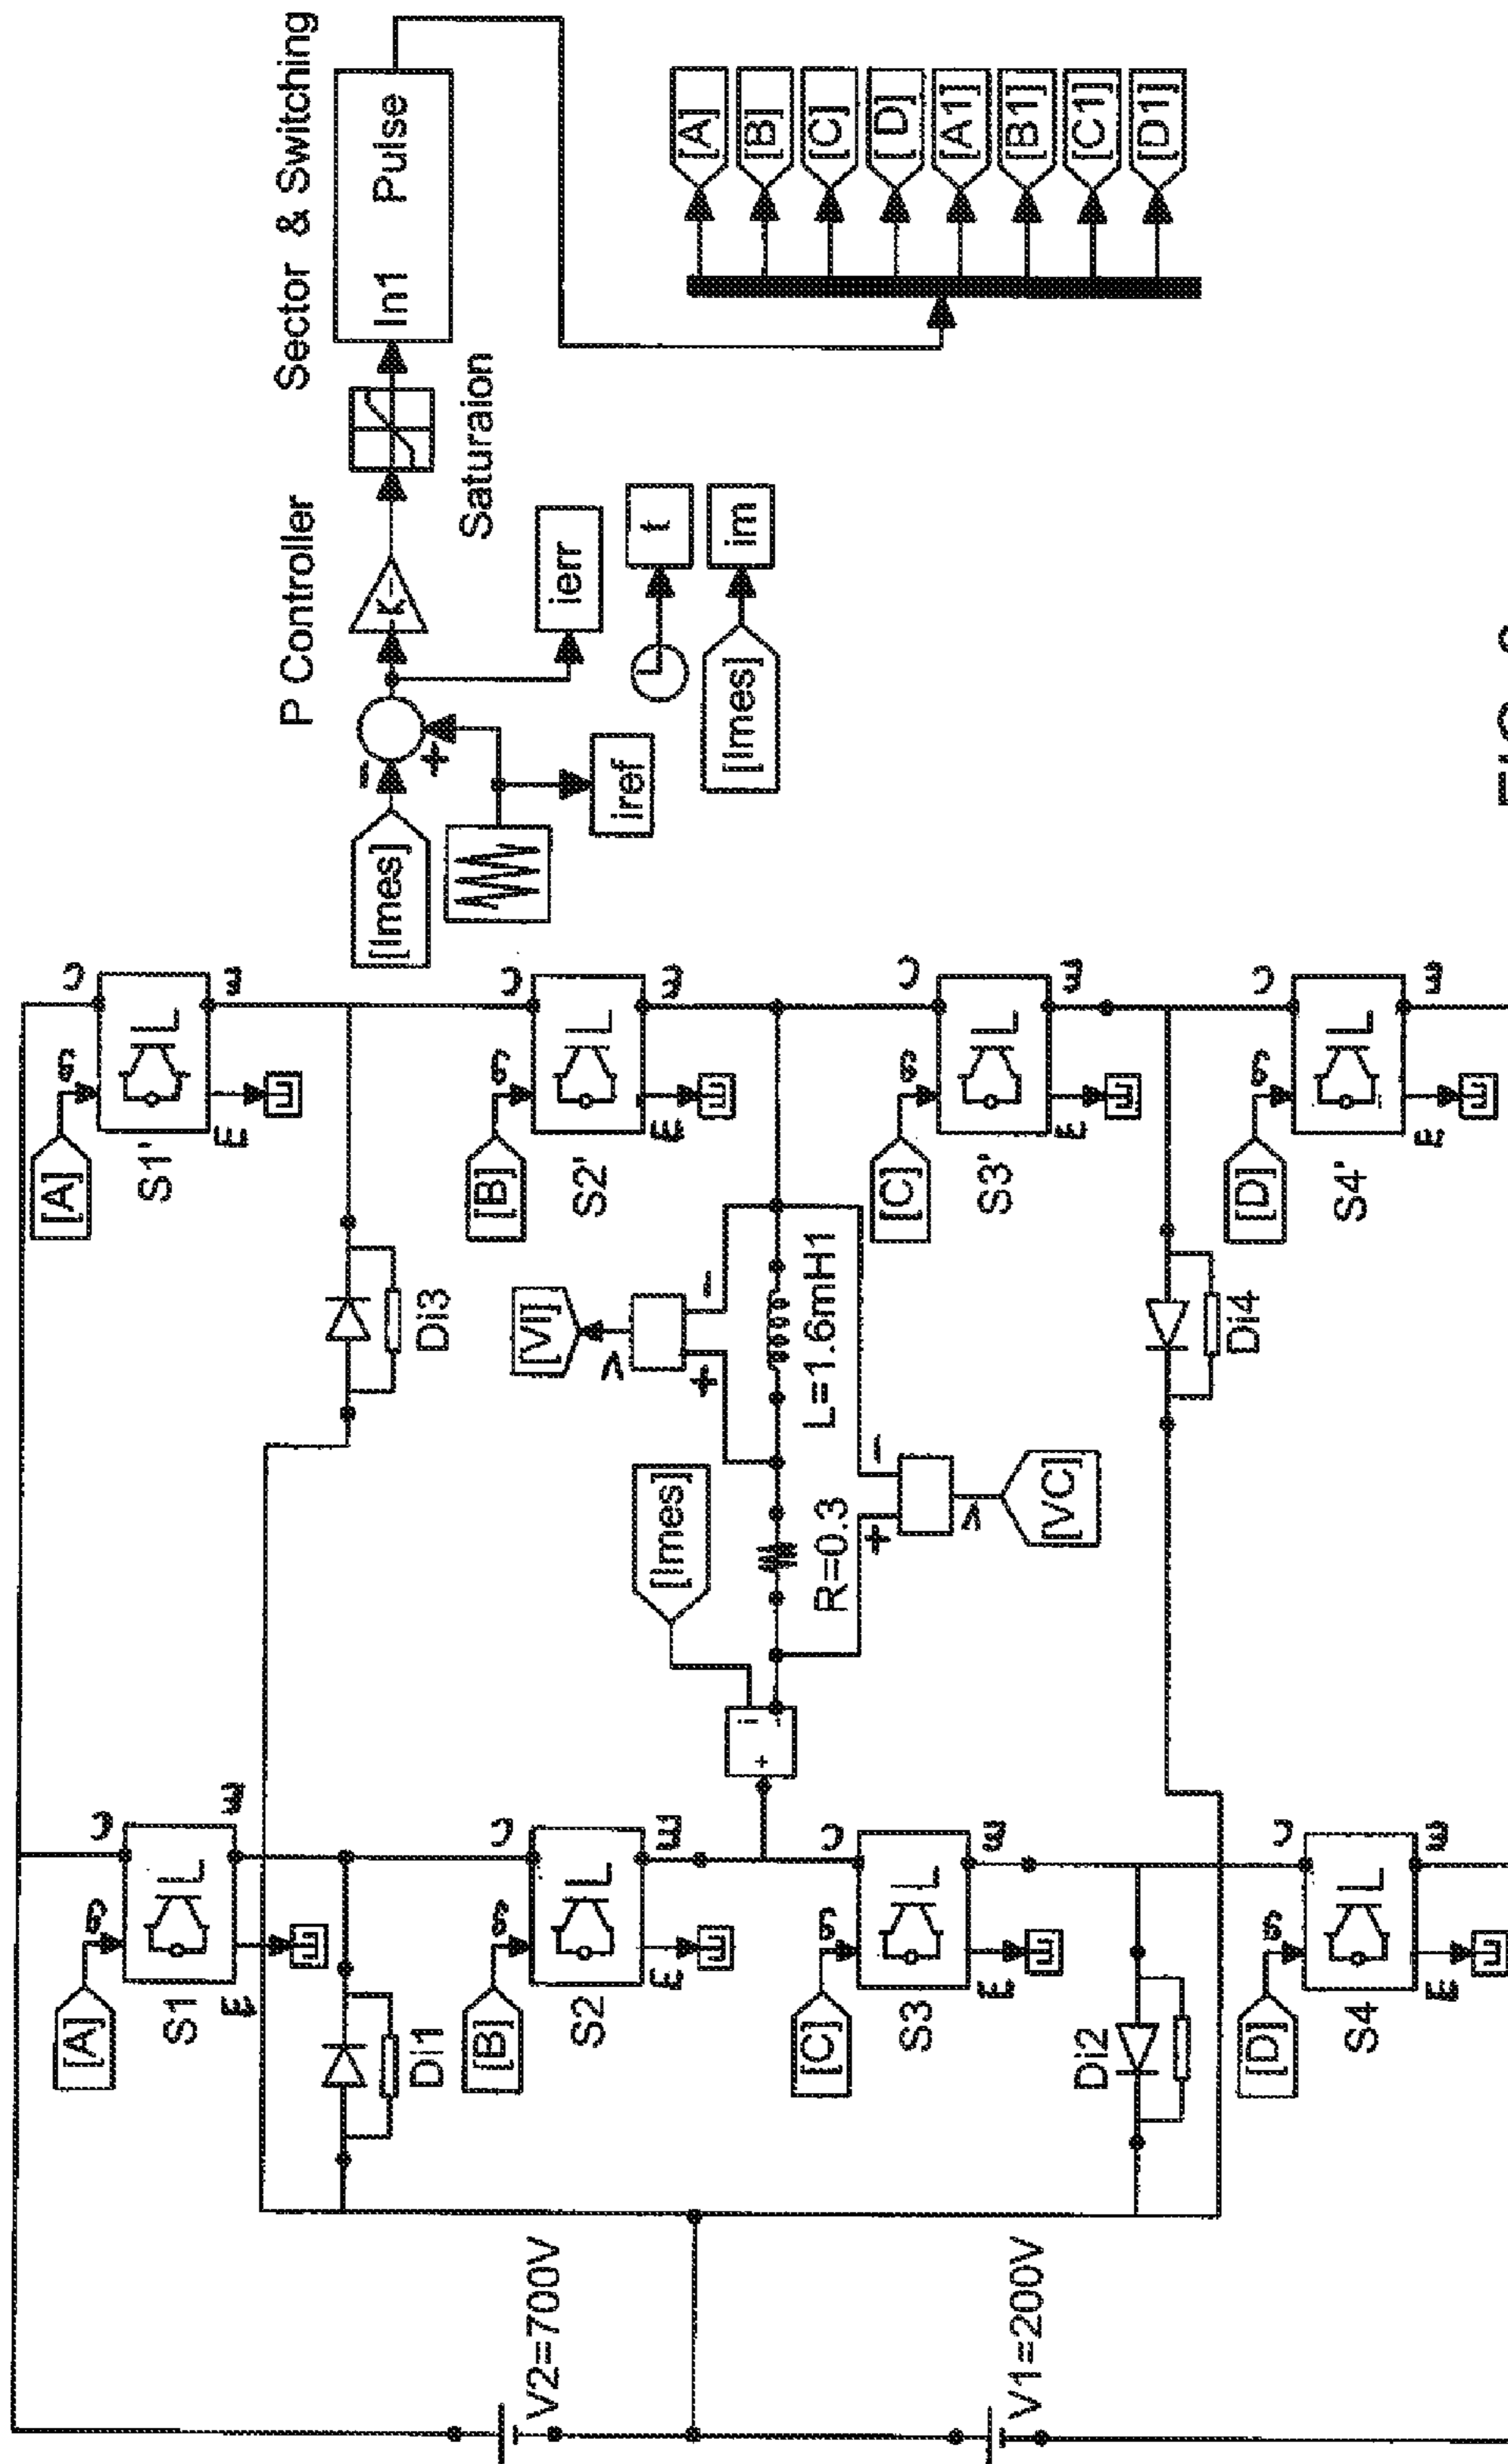 P Controller
Sector & Switching
[Imes]
-
+
-K-
Saturaion
In1 Pulse
iref
ierr
t
[Imes]
im
[A]
[B]
[C]
[D]
[A1]
[B1]
[C1]
[D1]
V2=700V
V1=200V
[A]
g
C
S1
E
E
Di1
[B]
g
C
S2
E
E
[C]
g
C
S3
E
E
Di2
[D]
g
C
S4
E
E
+
i
-
[Imes]
R=0.3
L=1.6mH1
+
-
v
[VI]
+
-
v
[VC]
[A]
g
C
S1'
E
E
Di3
[B]
g
C
S2'
E
E
[C]
g
C
S3'
E
E
Di4
[D]
g
C
S4'
E
E